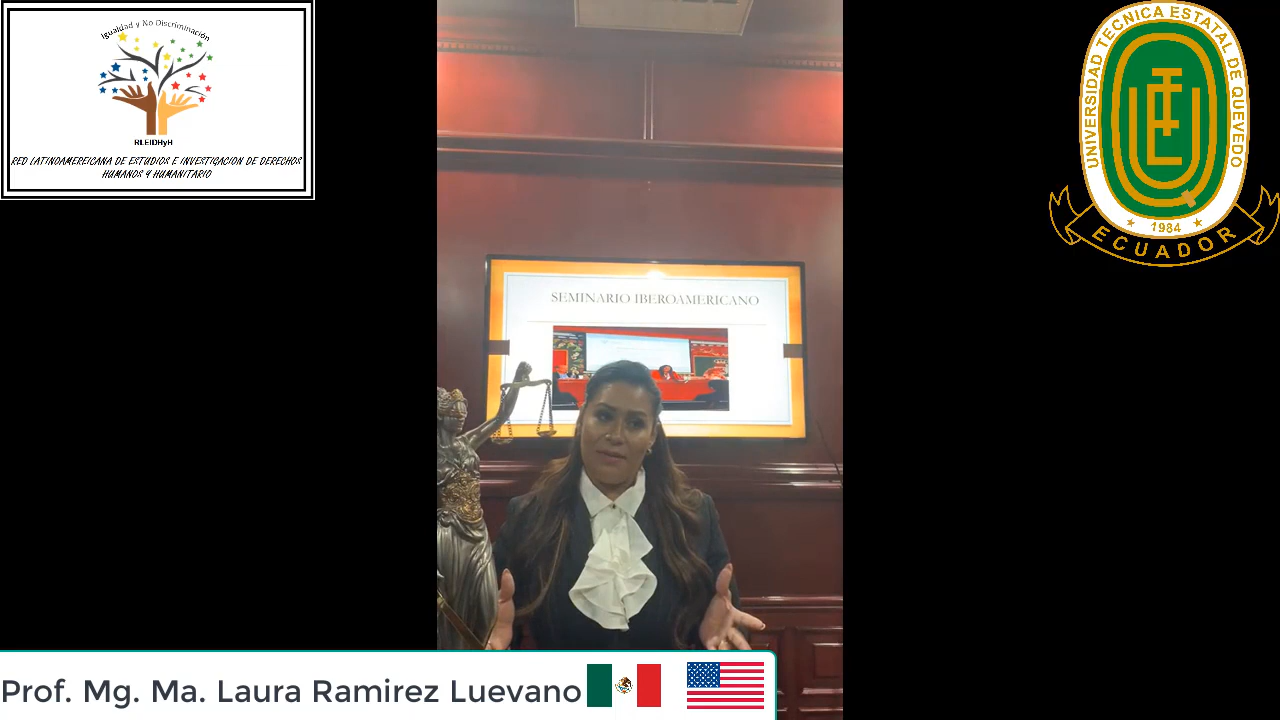 Igualdad y No Discriminación
RLEIDHyH
RED LATINOAMERICANA DE ESTUDIOS E INVESTIGACION DE DERECHOS
HUMANOS Y HUMANITARIO
UNIVERSIDAD TECNICA ESTATAL DE QUEVEDO
UTEQ
1984
ECUADOR
SEMINARIO IBEROAMERICANO
Prof. Mg. Ma. Laura Ramirez Luevano